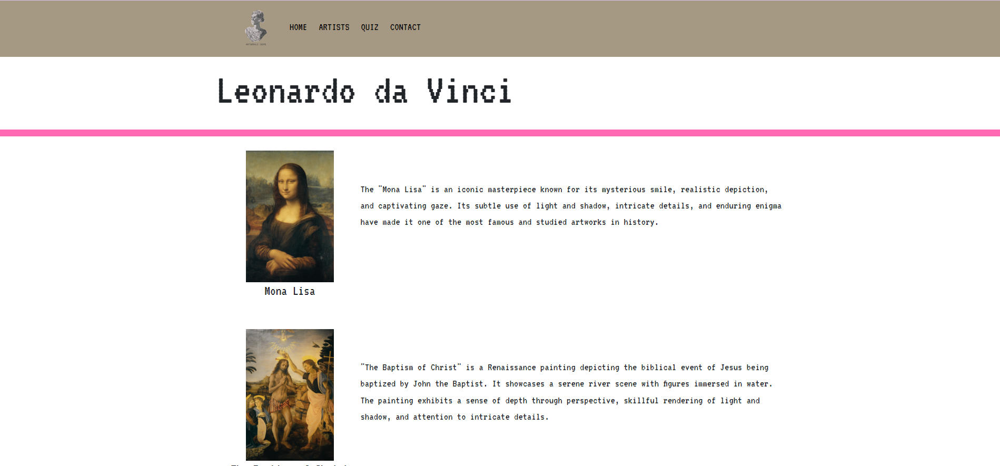 HOME ARTISTS QUIZ CONTACT
Leonardo da Vinci
The "Mona Lisa" is an iconic masterpiece known for its mysterious smile, realistic depiction,
and captivating gaze. Its subtle use of light and shadow, intricate details, and enduring enigma
have made it one of the most famous and studied artworks in history.
Mona Lisa
"The Baptism of Christ" is a Renaissance painting depicting the biblical event of Jesus being
baptized by John the Baptist. It showcases a serene river scene with figures immersed in water.
The painting exhibits a sense of depth through perspective, skillful rendering of light and
shadow, and attention to intricate details.